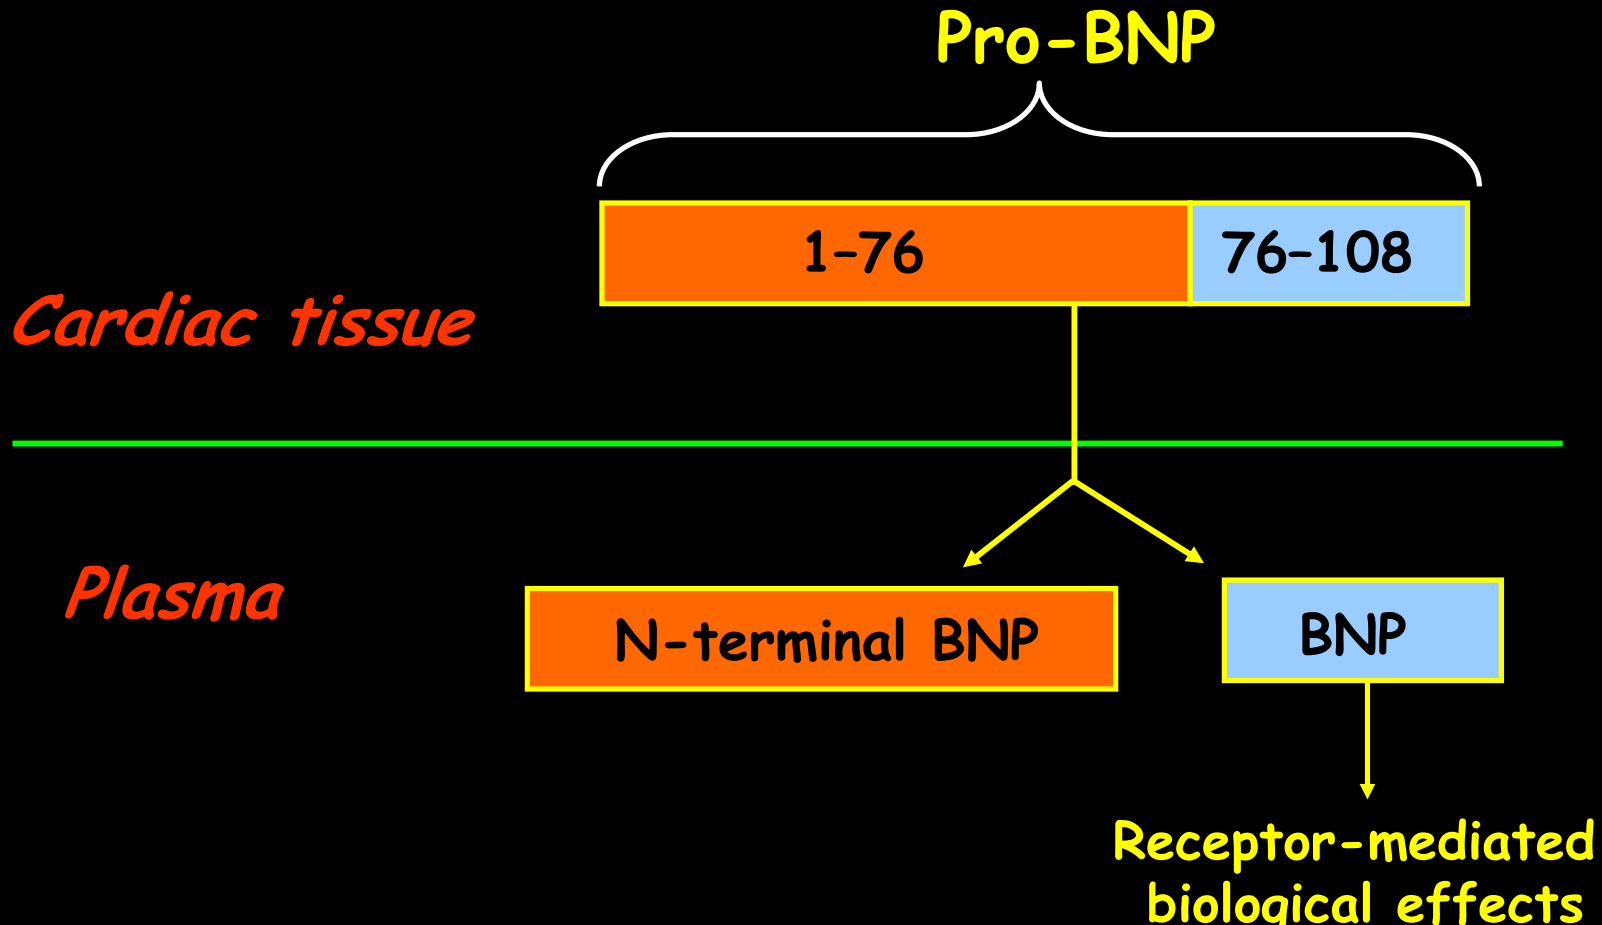 Pro-BNP
1–76
76–108
Cardiac tissue
Plasma
N-terminal BNP
BNP
Receptor-mediated
biological effects